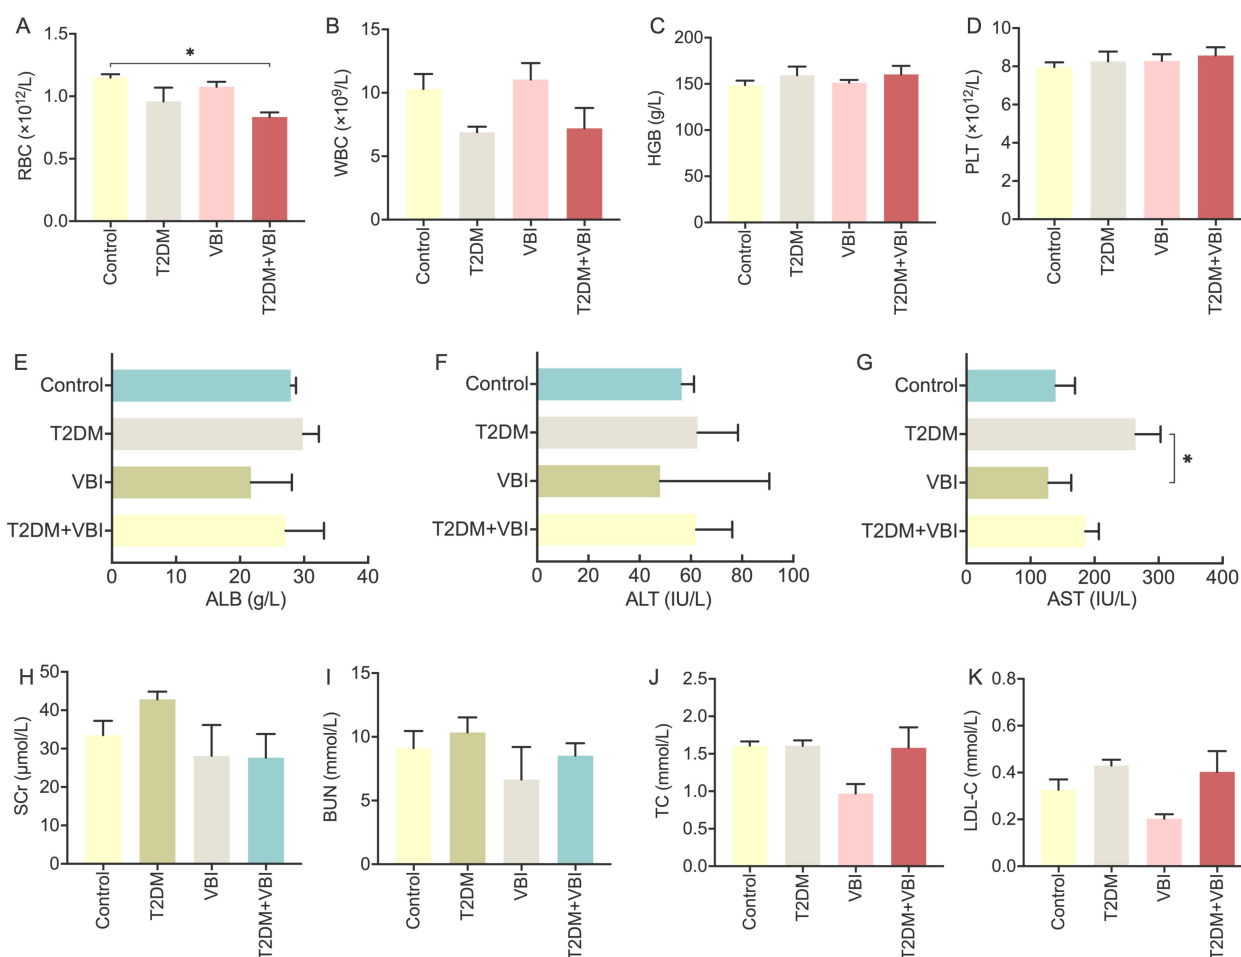 A
RBC (×10¹²/L)
1.5
1.0
0.5
0.0
*
Control
T2DM
VBI
T2DM+VBI
B
WBC (×10⁹/L)
15
10
5
0
Control
T2DM
VBI
T2DM+VBI
C
HGB (g/L)
200
150
100
50
0
Control
T2DM
VBI
T2DM+VBI
D
PLT (×10¹²/L)
10
8
6
4
2
0
Control
T2DM
VBI
T2DM+VBI
E
Control
T2DM
VBI
T2DM+VBI
0 10 20 30 40
ALB (g/L)
F
Control
T2DM
VBI
T2DM+VBI
0 20 40 60 80 100
ALT (IU/L)
G
Control
T2DM
VBI
T2DM+VBI
*
0 100 200 300 400
AST (IU/L)
H
SCr (μmol/L)
50
40
30
20
10
0
Control
T2DM
VBI
T2DM+VBI
I
BUN (mmol/L)
15
10
5
0
Control
T2DM
VBI
T2DM+VBI
J
TC (mmol/L)
2.5
2.0
1.5
1.0
0.5
0.0
Control
T2DM
VBI
T2DM+VBI
K
LDL-C (mmol/L)
0.8
0.6
0.4
0.2
0.0
Control
T2DM
VBI
T2DM+VBI